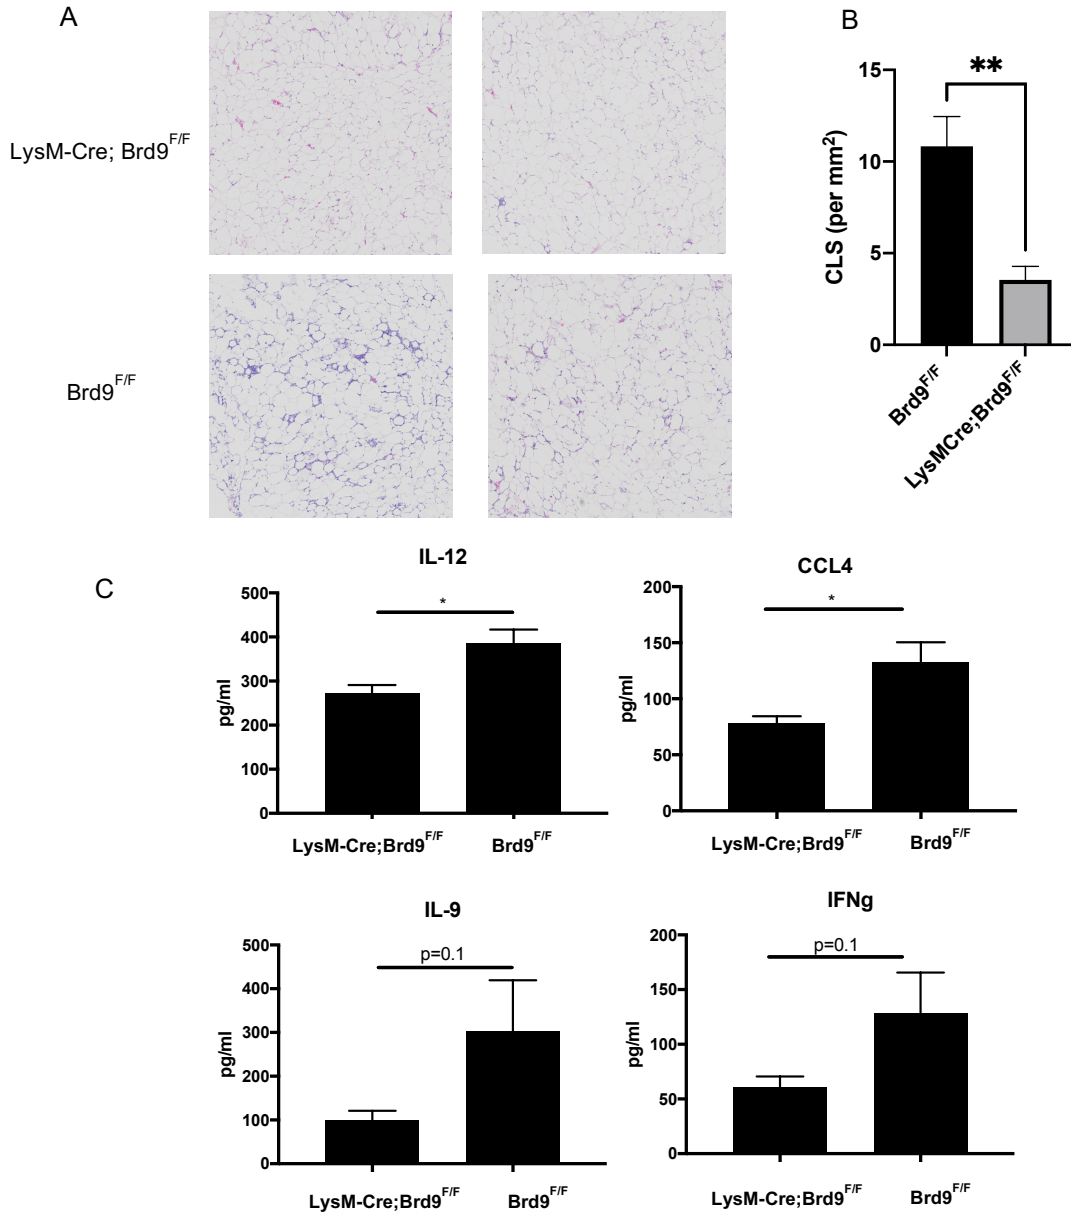 A
LysM-Cre; Brd9F/F
Brd9F/F
B
**
15
10
5
0
CLS (per mm2)
Brd9F/F
LysMCre;Brd9F/F
C
IL-12
*
500
400
300
200
100
0
pg/ml
LysM-Cre;Brd9F/F
Brd9F/F
CCL4
*
200
150
100
50
0
pg/ml
LysM-Cre;Brd9F/F
Brd9F/F
IL-9
p=0.1
500
400
300
200
100
0
pg/ml
LysM-Cre;Brd9F/F
Brd9F/F
IFNg
p=0.1
200
150
100
50
0
pg/ml
LysM-Cre;Brd9F/F
Brd9F/F